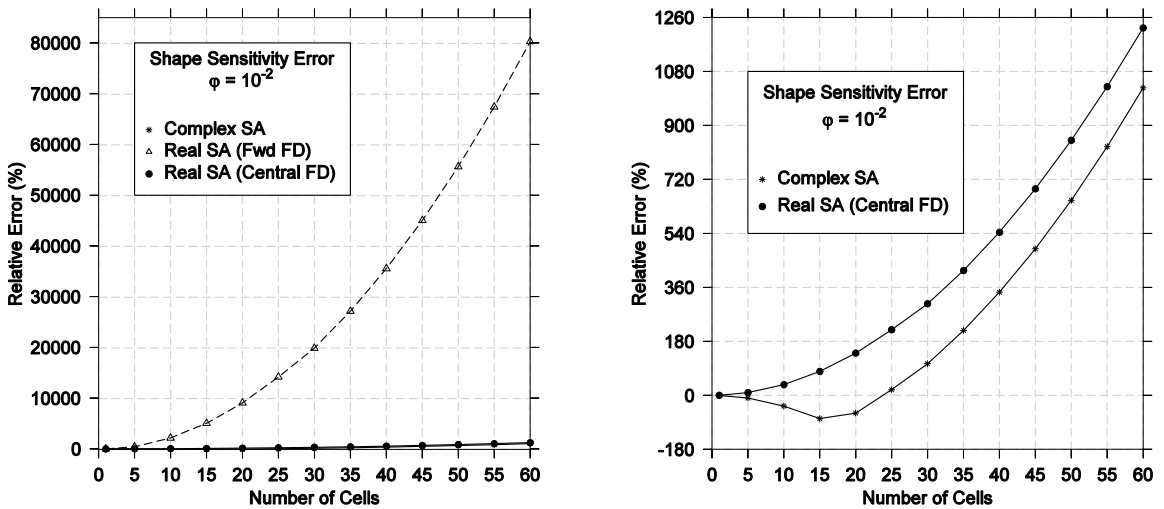 80000
70000
60000
50000
40000
30000
20000
10000
0
Relative Error (%)
Shape Sensitivity Error
φ = 10⁻²
Complex SA
Real SA (Fwd FD)
Real SA (Central FD)
0 5 10 15 20 25 30 35 40 45 50 55 60
Number of Cells
1260
1080
900
720
540
360
180
0
-180
Relative Error (%)
Shape Sensitivity Error
φ = 10⁻²
Complex SA
Real SA (Central FD)
0 5 10 15 20 25 30 35 40 45 50 55 60
Number of Cells